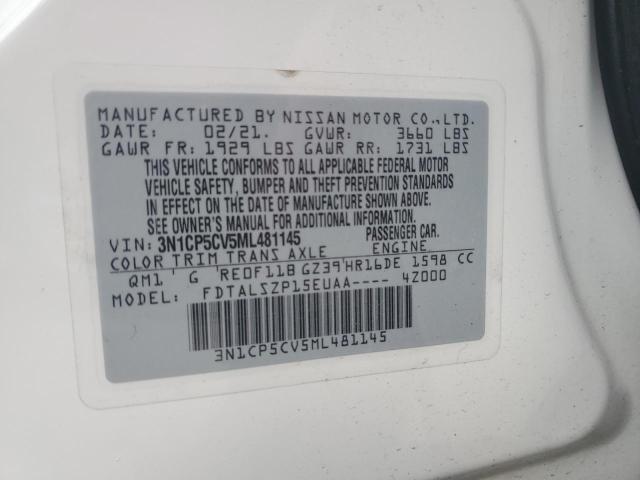 MANUFACTURED BY NISSAN MOTOR CO.,LTD.
DATE: 02/21. GVWR: 3660 LBS
GAWR FR: 1929 LBS GAWR RR: 1731 LBS
THIS VEHICLE CONFORMS TO ALL APPLICABLE FEDERAL MOTOR
VEHICLE SAFETY, BUMPER AND THEFT PREVENTION STANDARDS
IN EFFECT ON THE DATE OF MANUFACTURE SHOWN ABOVE.
SEE OWNER'S MANUAL FOR ADDITIONAL INFORMATION.
VIN: 3N1CP5CV5ML481145 PASSENGER CAR.
COLOR TRIM TRANS AXLE ENGINE
QM1 G RE0F11B GZ39 HR16DE 1598 CC
MODEL: FDTALSZP15EUAA---- 4Z000
3N1CP5CV5ML481145